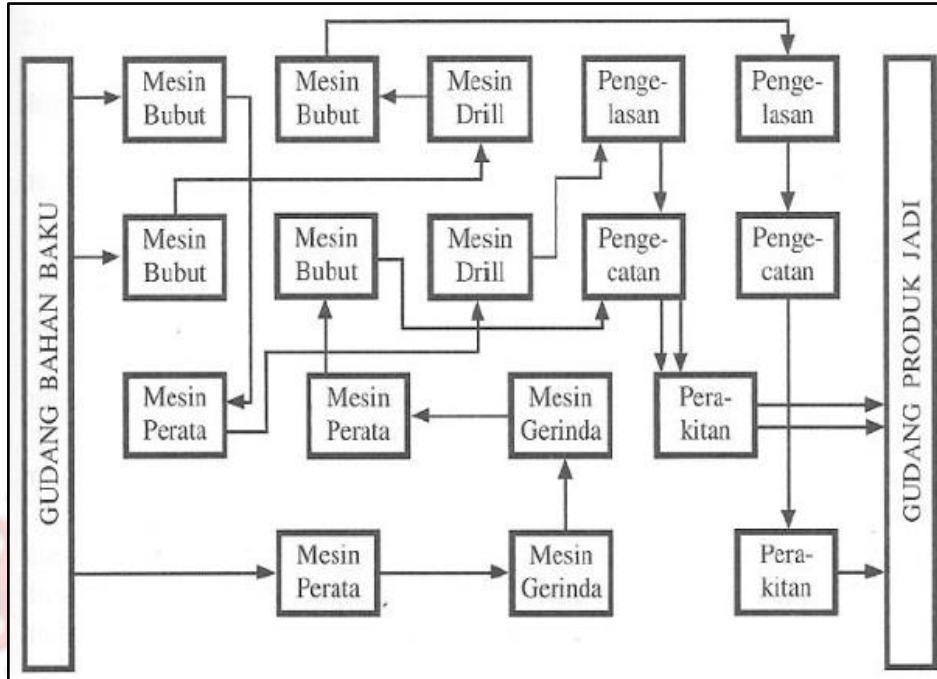 GUDANG BAHAN BAKU
Mesin
Bubut
Mesin
Bubut
Mesin
Drill
Penge-
lasan
Penge-
lasan
Mesin
Bubut
Mesin
Bubut
Mesin
Drill
Penge-
catan
Penge-
catan
Mesin
Perata
Mesin
Perata
Mesin
Gerinda
Pera-
kitan
Mesin
Perata
Mesin
Gerinda
Pera-
kitan
GUDANG PRODUK JADI